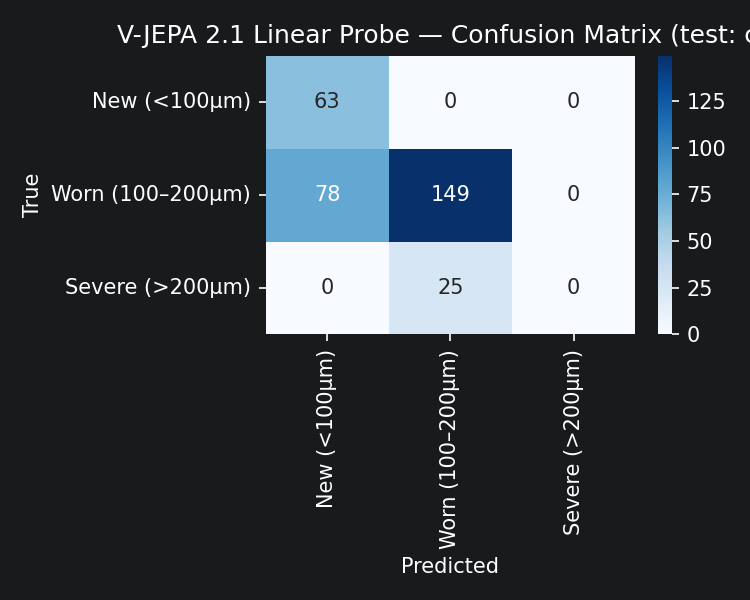 V-JEPA 2.1 Linear Probe — Confusion Matrix (test:
New (<100μm)
63 0 0
125
100
Worn (100–200μm)
78 149 0
75
50
Severe (>200μm)
0 25 0
25
0
True
New (<100μm)
Worn (100–200μm)
Severe (>200μm)
Predicted